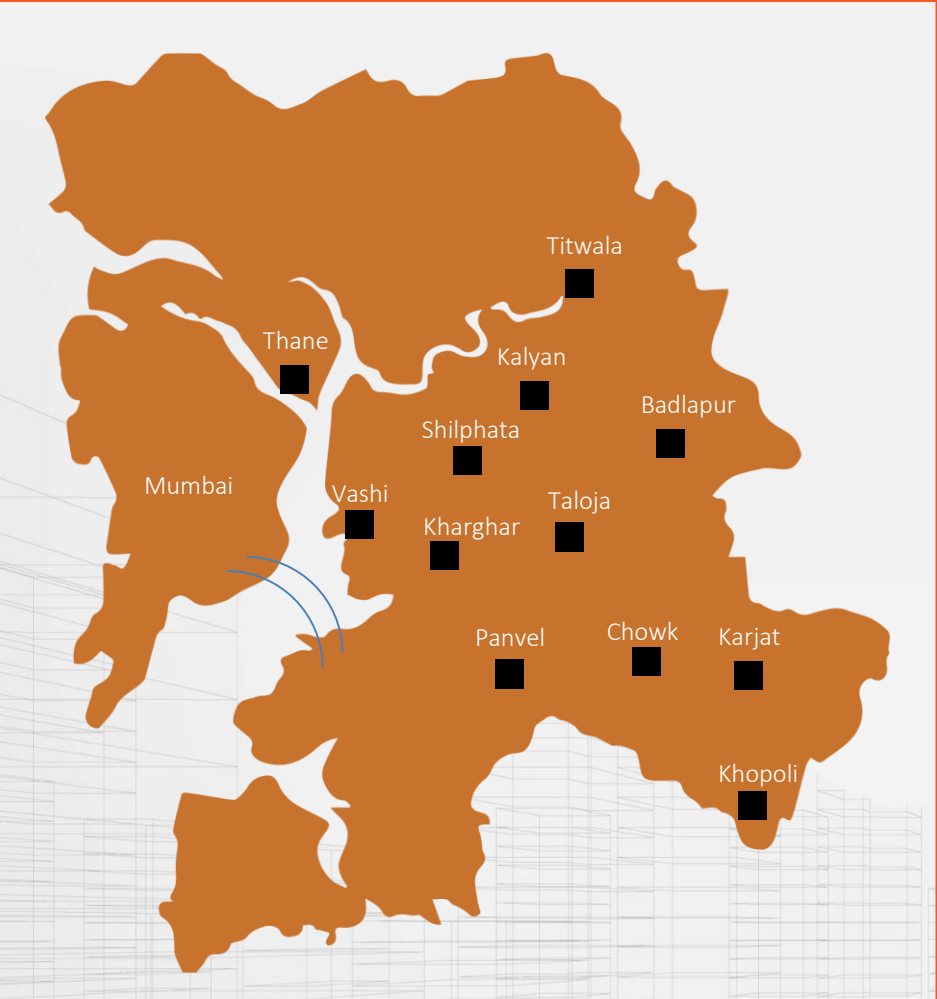 Titwala
Thane
Kalyan
Badlapur
Shilphata
Mumbai
Vashi
Taloja
Kharghar
Panvel
Chowk
Karjat
Khopoli